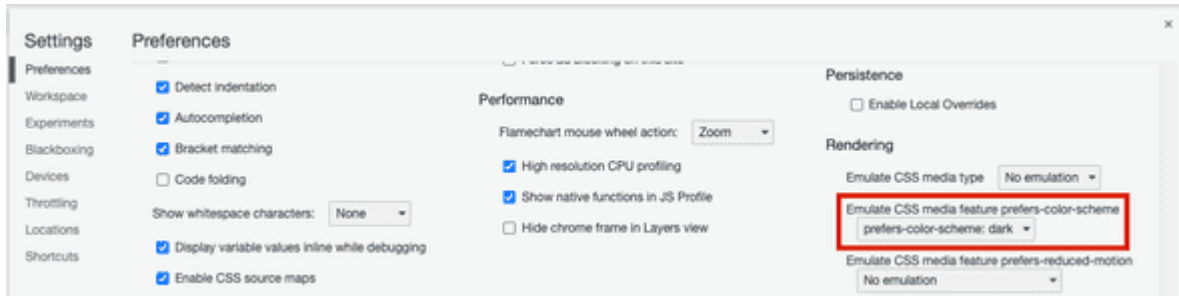 Settings
Preferences
Workspace
Experiments
Blackboxing
Devices
Throttling
Locations
Shortcuts
Preferences
Detect indentation
Autocompletion
Bracket matching
Code folding
Show whitespace characters: None
Display variable values inline while debugging
Enable CSS source maps
Performance
Flamechart mouse wheel action: Zoom
High resolution CPU profiling
Show native functions in JS Profile
Hide chrome frame in Layers view
Persistence
Enable Local Overrides
Rendering
Emulate CSS media type No emulation
Emulate CSS media feature prefers-color-scheme
prefers-color-scheme: dark
Emulate CSS media feature prefers-reduced-motion
No emulation